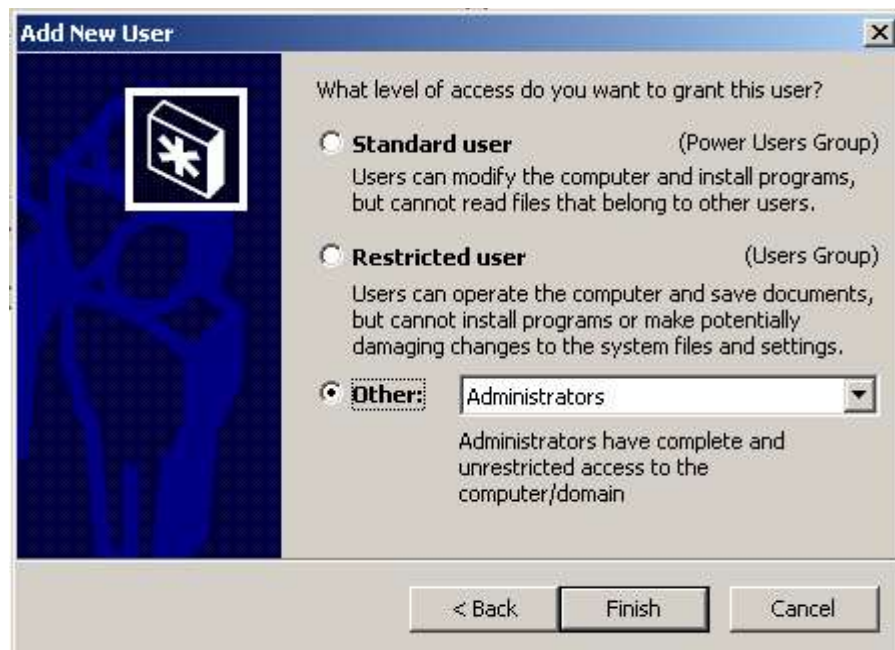 Add New User
What level of access do you want to grant this user?
Standard user (Power Users Group)
Users can modify the computer and install programs,
but cannot read files that belong to other users.
Restricted user (Users Group)
Users can operate the computer and save documents,
but cannot install programs or make potentially
damaging changes to the system files and settings.
Other: Administrators
Administrators have complete and
unrestricted access to the
computer/domain
< Back Finish Cancel